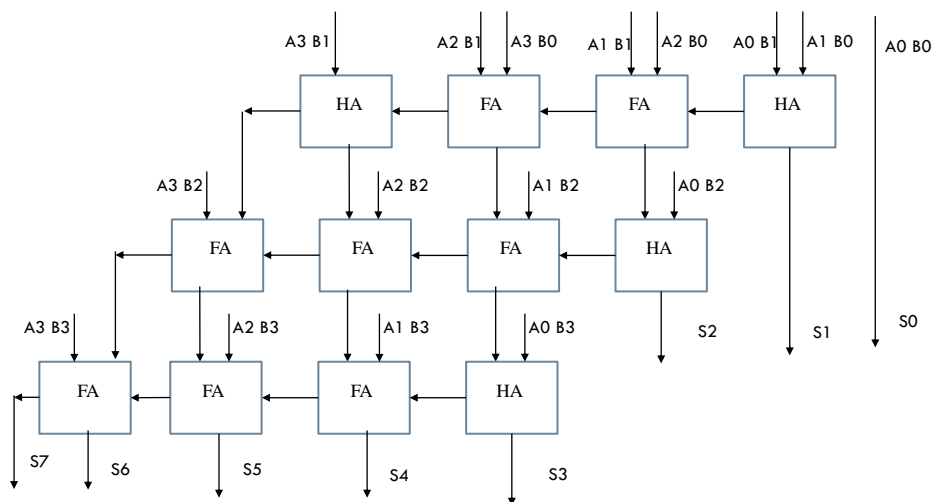 A3 B1 A2 B1 A3 B0 A1 B1 A2 B0 A0 B1 A1 B0 A0 B0
HA FA FA HA
A3 B2 A2 B2 A1 B2 A0 B2
FA FA FA HA
A3 B3 A2 B3 A1 B3 A0 B3 S2 S1 S0
FA FA FA HA
S7 S6 S5 S4 S3